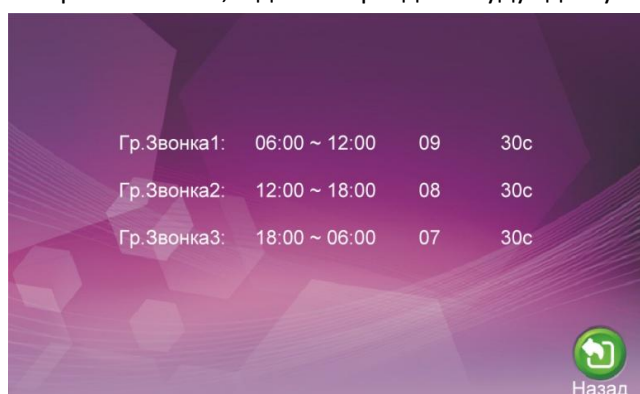 Гр.Звонка1: 06:00 ~ 12:00 09 30с
Гр.Звонка2: 12:00 ~ 18:00 08 30с
Гр.Звонка3: 18:00 ~ 06:00 07 30с
Назад